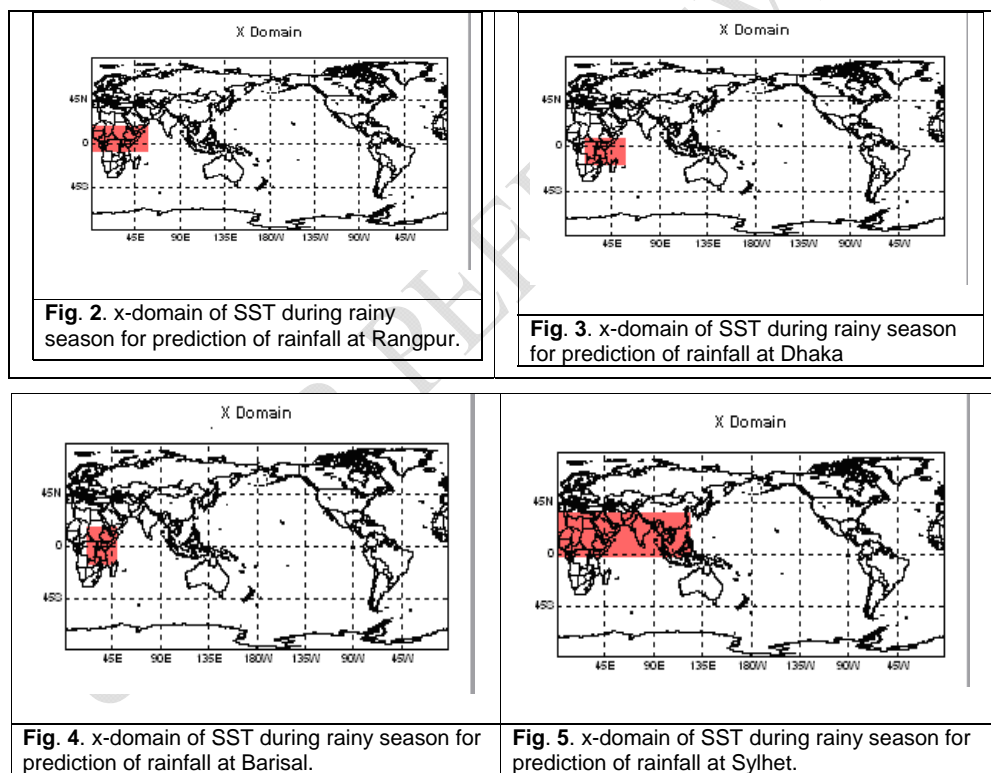 X Domain
45N
0
45S
45E 90E 135E 180W 135W 90W 45W
Fig. 2. x-domain of SST during rainy
season for prediction of rainfall at Rangpur.
X Domain
45N
0
45S
45E 90E 135E 180W 135W 90W 45W
Fig. 3. x-domain of SST during rainy season
for prediction of rainfall at Dhaka
X Domain
45N
0
45S
45E 90E 135E 180W 135W 90W 45W
Fig. 4. x-domain of SST during rainy season for
prediction of rainfall at Barisal.
X Domain
45N
0
45S
45E 90E 135E 180W 135W 90W 45W
Fig. 5. x-domain of SST during rainy season for
prediction of rainfall at Sylhet.